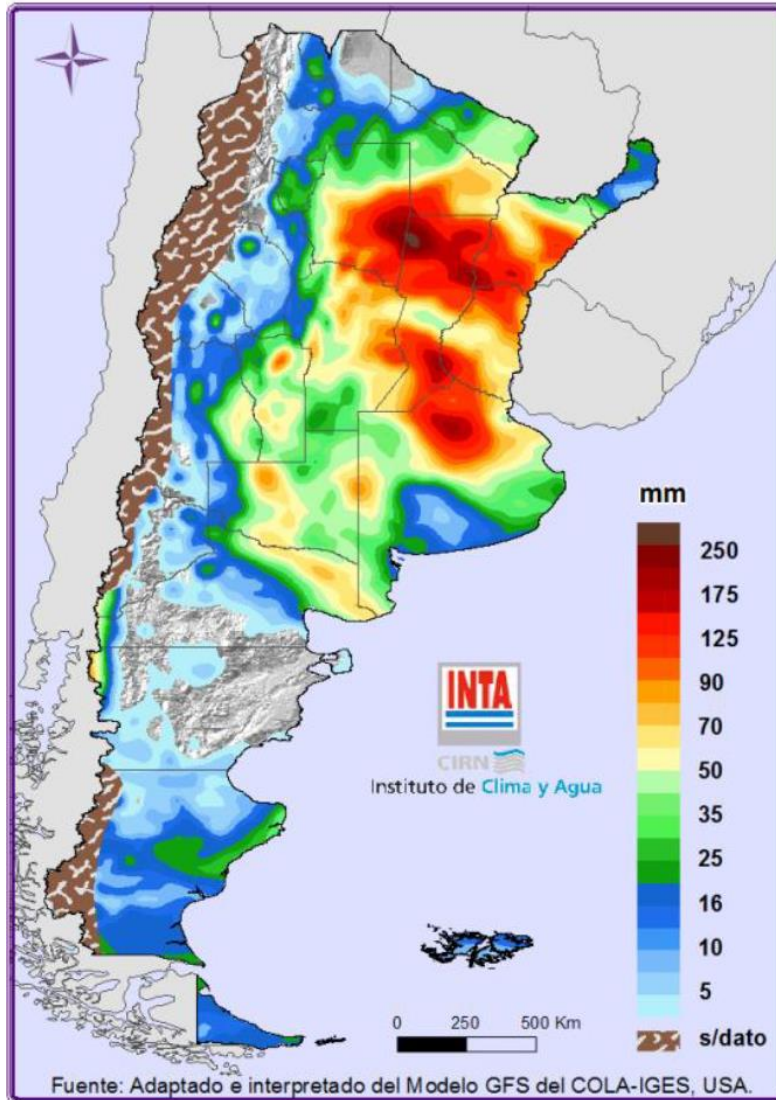 mm
250
175
125
90
70
50
35
25
16
10
5
s/dato
INTA
CIRN
Instituto de Clima y Agua
0 250 500 Km
Fuente: Adaptado e interpretado del Modelo GFS del COLA-IGES, USA.